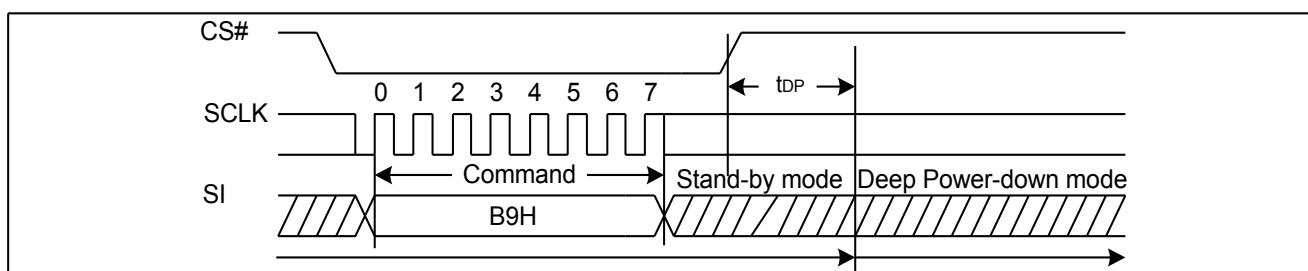 CS#
tDP
0 1 2 3 4 5 6 7
SCLK
Command
Stand-by mode Deep Power-down mode
SI
B9H